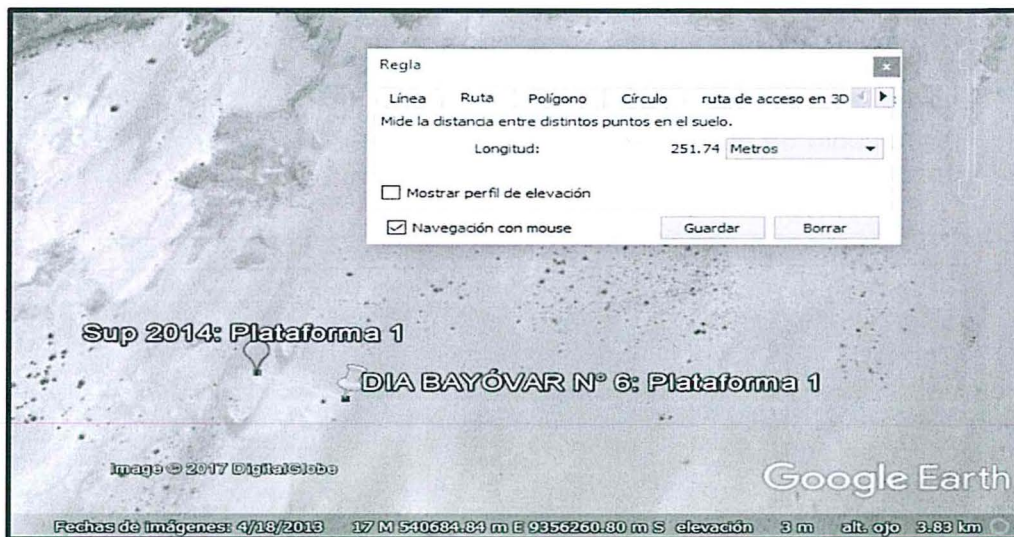 Regla
Línea Ruta Polígono Círculo ruta de acceso en 3D
Mide la distancia entre distintos puntos en el suelo.
Longitud: 251.74 Metros
Mostrar perfil de elevación
Navegación con mouse Guardar Borrar
Sup 2014: Plataforma 1
DIA BAYÓVAR Nº 6: Plataforma 1
Image © 2017 DigitalGlobe
Google Earth
Fechas de imágenes: 4/18/2013 17 M 540684.84 m E 9356260.80 m S elevación 3 m alt. ojo 3.83 km